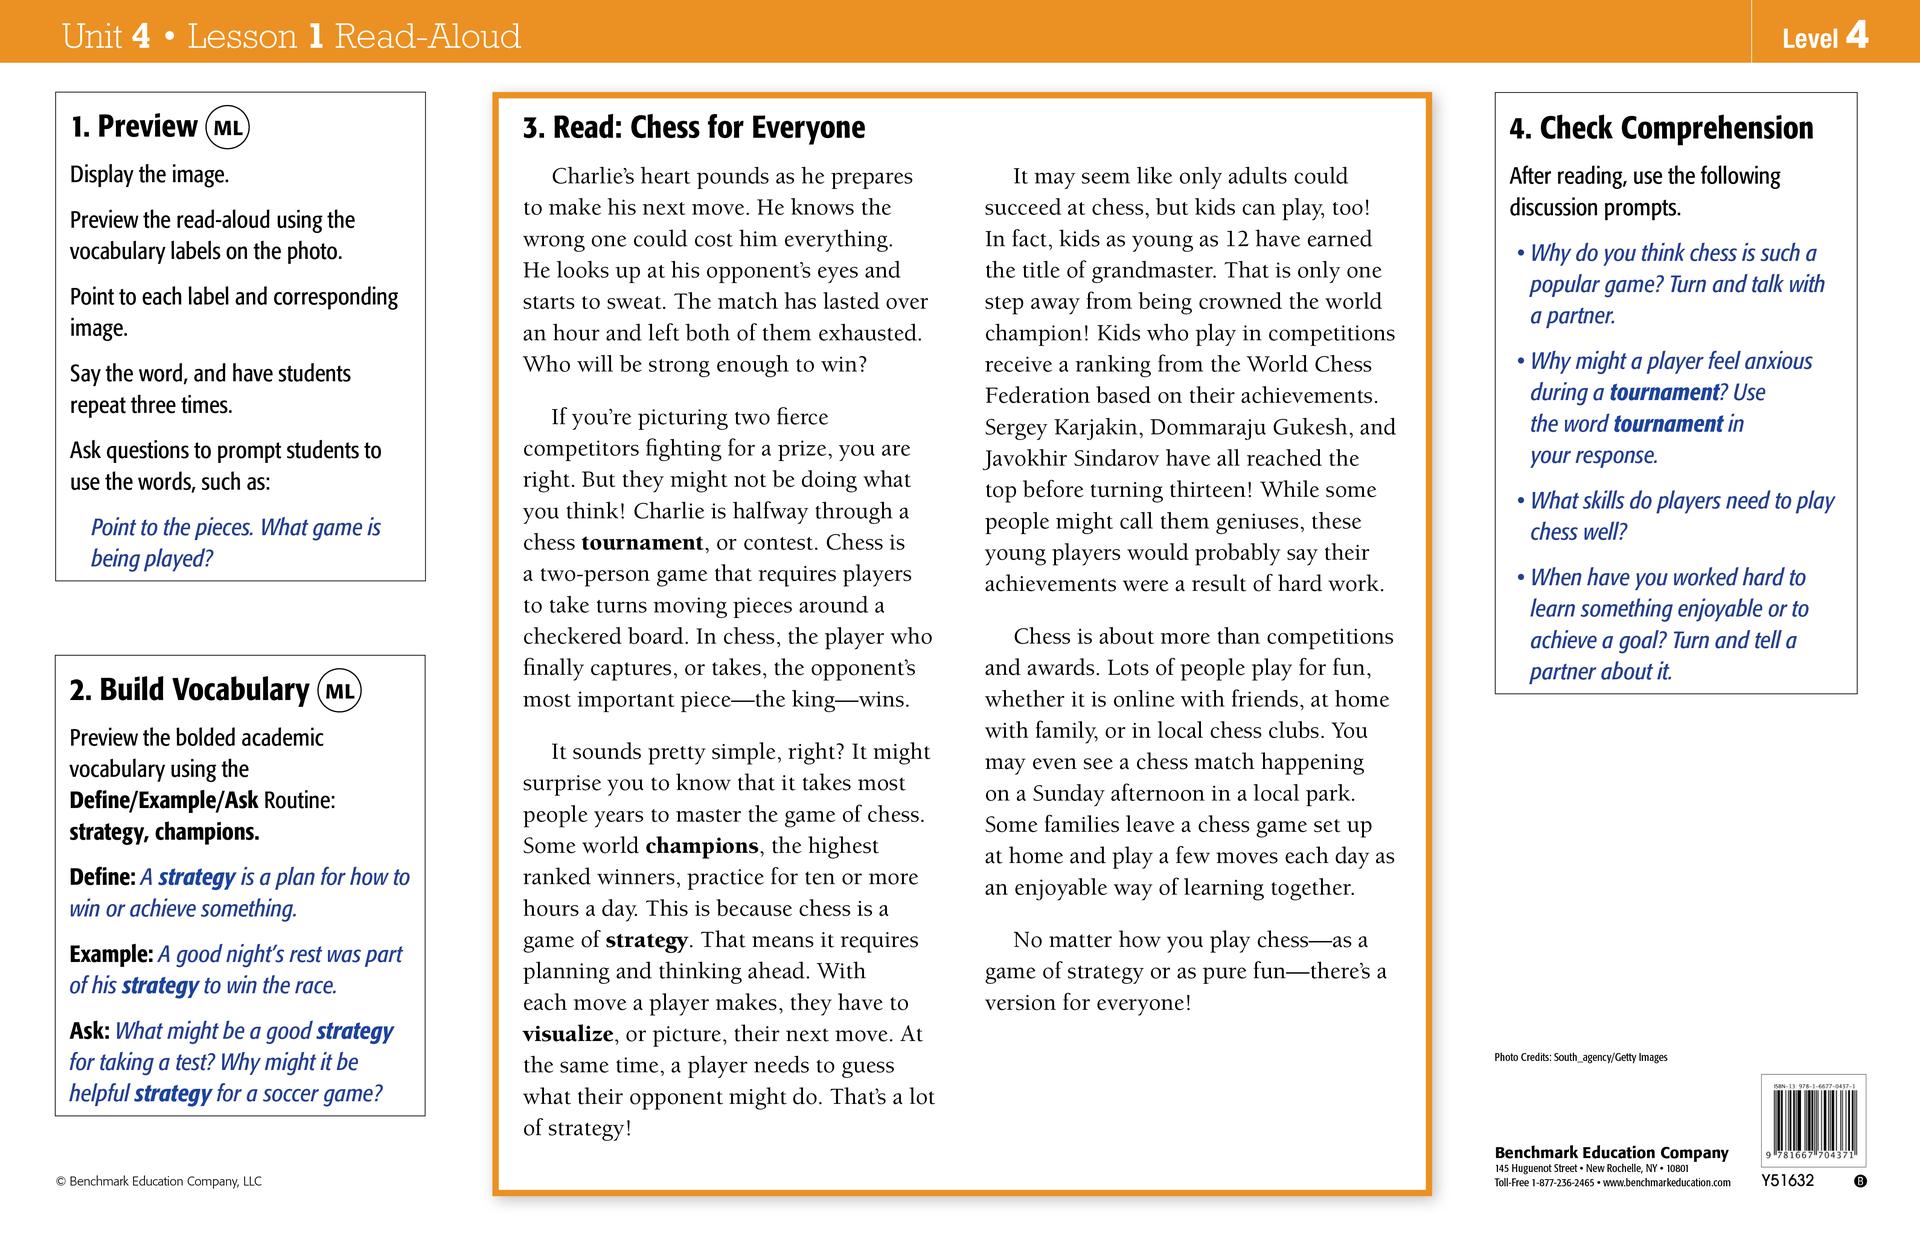 Unit 4 • Lesson 1 Read-Aloud
Level 4
1. Preview ML
Display the image.
Preview the read-aloud using the
vocabulary labels on the photo.
Point to each label and corresponding
image.
Say the word, and have students
repeat three times.
Ask questions to prompt students to
use the words, such as:
Point to the pieces. What game is
being played?
2. Build Vocabulary ML
Preview the bolded academic
vocabulary using the
Define/Example/Ask Routine:
strategy, champions.
Define: A strategy is a plan for how to
win or achieve something.
Example: A good night's rest was part
of his strategy to win the race.
Ask: What might be a good strategy
for taking a test? Why might it be
helpful strategy for a soccer game?
© Benchmark Education Company, LLC
3. Read: Chess for Everyone
Charlie's heart pounds as he prepares
to make his next move. He knows the
wrong one could cost him everything.
He looks up at his opponent's eyes and
starts to sweat. The match has lasted over
an hour and left both of them exhausted.
Who will be strong enough to win?
If you're picturing two fierce
competitors fighting for a prize, you are
right. But they might not be doing what
you think! Charlie is halfway through a
chess tournament, or contest. Chess is
a two-person game that requires players
to take turns moving pieces around a
checkered board. In chess, the player who
finally captures, or takes, the opponent's
most important piece—the king—wins.
It sounds pretty simple, right? It might
surprise you to know that it takes most
people years to master the game of chess.
Some world champions, the highest
ranked winners, practice for ten or more
hours a day. This is because chess is a
game of strategy. That means it requires
planning and thinking ahead. With
each move a player makes, they have to
visualize, or picture, their next move. At
the same time, a player needs to guess
what their opponent might do. That's a lot
of strategy!
It may seem like only adults could
succeed at chess, but kids can play, too!
In fact, kids as young as 12 have earned
the title of grandmaster. That is only one
step away from being crowned the world
champion! Kids who play in competitions
receive a ranking from the World Chess
Federation based on their achievements.
Sergey Karjakin, Dommaraju Gukesh, and
Javokhir Sindarov have all reached the
top before turning thirteen! While some
people might call them geniuses, these
young players would probably say their
achievements were a result of hard work.
Chess is about more than competitions
and awards. Lots of people play for fun,
whether it is online with friends, at home
with family, or in local chess clubs. You
may even see a chess match happening
on a Sunday afternoon in a local park.
Some families leave a chess game set up
at home and play a few moves each day as
an enjoyable way of learning together.
No matter how you play chess—as a
game of strategy or as pure fun—there's a
version for everyone!
4. Check Comprehension
After reading, use the following
discussion prompts.
• Why do you think chess is such a
popular game? Turn and talk with
a partner.
• Why might a player feel anxious
during a tournament? Use
the word tournament in
your response.
• What skills do players need to play
chess well?
• When have you worked hard to
learn something enjoyable or to
achieve a goal? Turn and tell a
partner about it.
Photo Credits: South_agency/Getty Images
Benchmark Education Company
145 Huguenot Street • New Rochelle, NY • 10801
Toll-Free 1-877-236-2465 • www.benchmarkeducation.com
ISBN-13: 978-1-6677-0437-1
9 781667 704371
Y51632
B